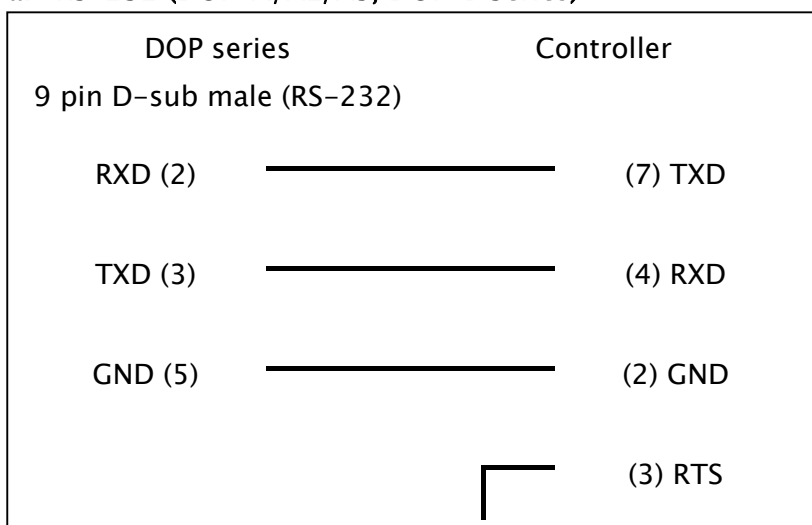 DOP series Controller
9 pin D-sub male (RS-232)
RXD (2) (7) TXD
TXD (3) (4) RXD
GND (5) (2) GND
(3) RTS